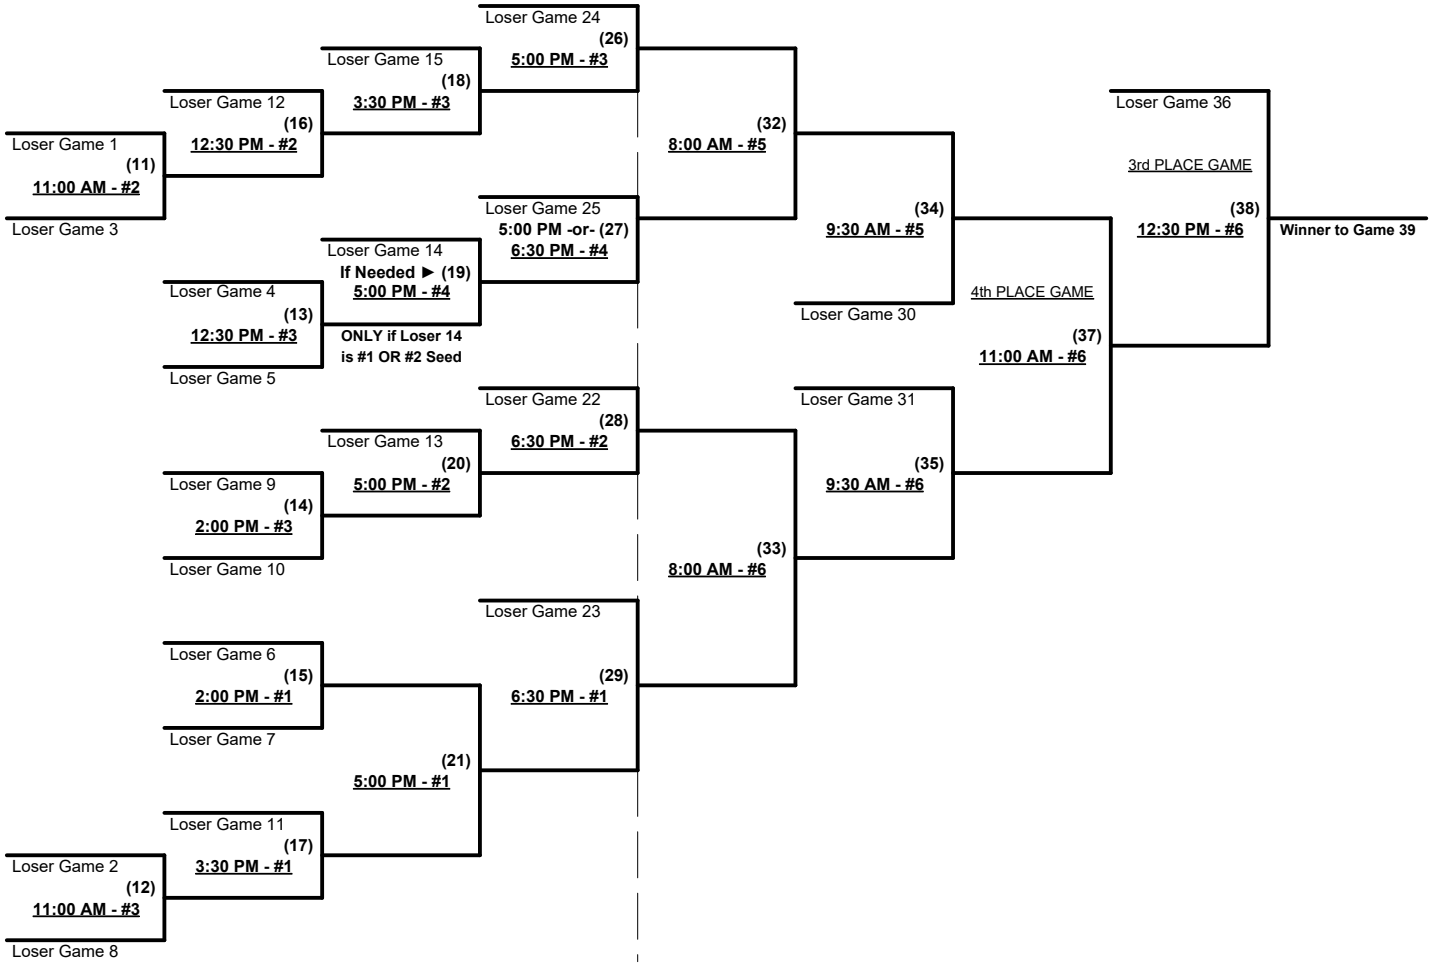 Loser Game 24
(26)
5:00 PM - #3
Loser Game 15
(18)
3:30 PM - #3
Loser Game 12
(16)
12:30 PM - #2
Loser Game 1
(11)
11:00 AM - #2
Loser Game 3
(32)
8:00 AM - #5
Loser Game 36
3rd PLACE GAME
(38)
12:30 PM - #6
Winner to Game 39
Loser Game 25
5:00 PM -or- (27)
6:30 PM - #4
(34)
9:30 AM - #5
Loser Game 14
If Needed ► (19)
5:00 PM - #4
ONLY if Loser 14
is #1 OR #2 Seed
Loser Game 4
(13)
12:30 PM - #3
Loser Game 5
Loser Game 30
4th PLACE GAME
(37)
11:00 AM - #6
Loser Game 22
(28)
6:30 PM - #2
Loser Game 31
(35)
9:30 AM - #6
Loser Game 13
(20)
5:00 PM - #2
Loser Game 9
(14)
2:00 PM - #3
Loser Game 10
(33)
8:00 AM - #6
Loser Game 23
(29)
6:30 PM - #1
Loser Game 6
(15)
2:00 PM - #1
Loser Game 7
(21)
5:00 PM - #1
Loser Game 11
(17)
3:30 PM - #1
Loser Game 2
(12)
11:00 AM - #3
Loser Game 8